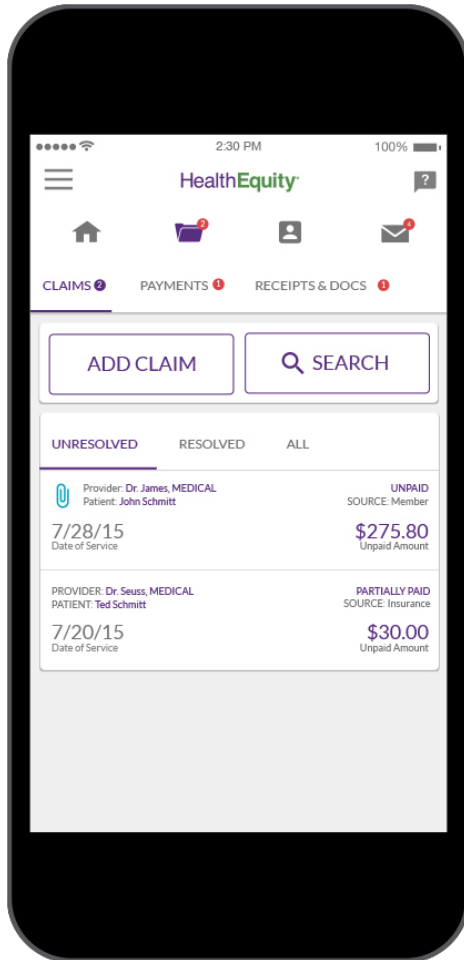 2:30 PM 100%
HealthEquity
?
2 4
CLAIMS 2 PAYMENTS 1 RECEIPTS & DOCS 1
ADD CLAIM SEARCH
UNRESOLVED RESOLVED ALL
Provider: Dr. James, MEDICAL UNPAID
Patient: John Schmitt SOURCE: Member
7/28/15 $275.80
Date of Service Unpaid Amount
PROVIDER: Dr. Seuss, MEDICAL PARTIALLY PAID
PATIENT: Ted Schmitt SOURCE: Insurance
7/20/15 $30.00
Date of Service Unpaid Amount